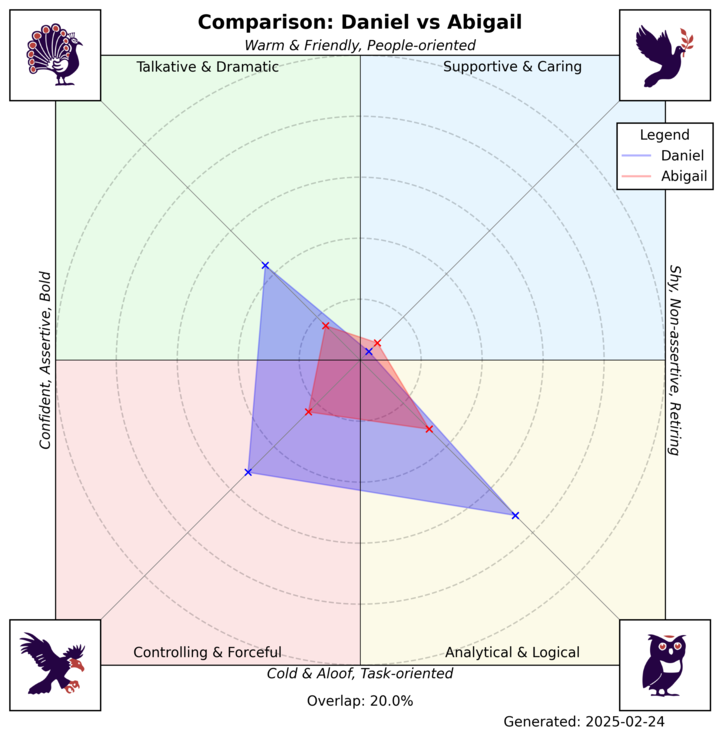 Comparison: Daniel vs Abigail
Warm & Friendly, People-oriented
Talkative & Dramatic
Supportive & Caring
Legend
Daniel
Abigail
Confident, Assertive, Bold
Shy, Non-assertive, Retiring
Controlling & Forceful
Analytical & Logical
Cold & Aloof, Task-oriented
Overlap: 20.0%
Generated: 2025-02-24